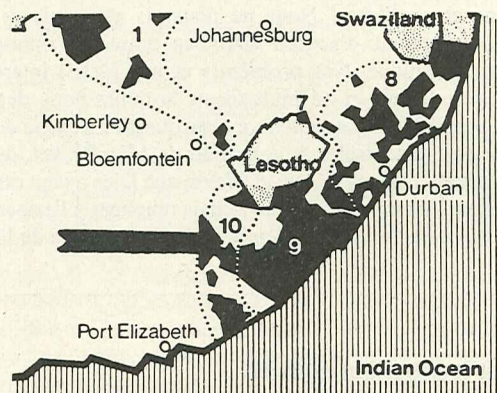 Swaziland
1
Johannesburg
8
7
Kimberley
Bloemfontein
Lesotho
Durban
10
9
Port Elizabeth
Indian Ocean